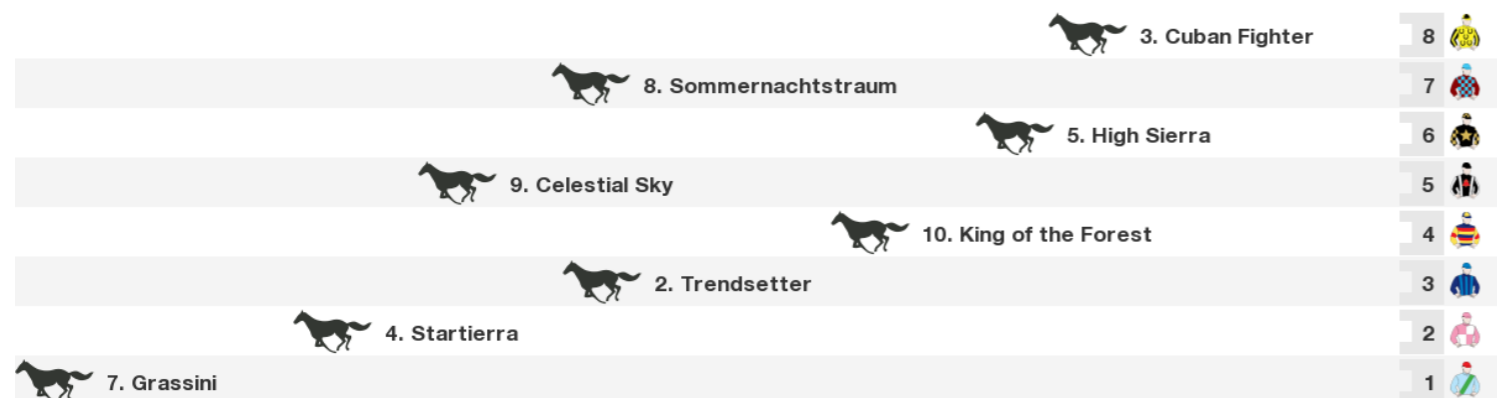 3. Cuban Fighter 8
8. Sommernachtstraum 7
5. High Sierra 6
9. Celestial Sky 5
10. King of the Forest 4
2. Trendsetter 3
4. Startierra 2
7. Grassini 1